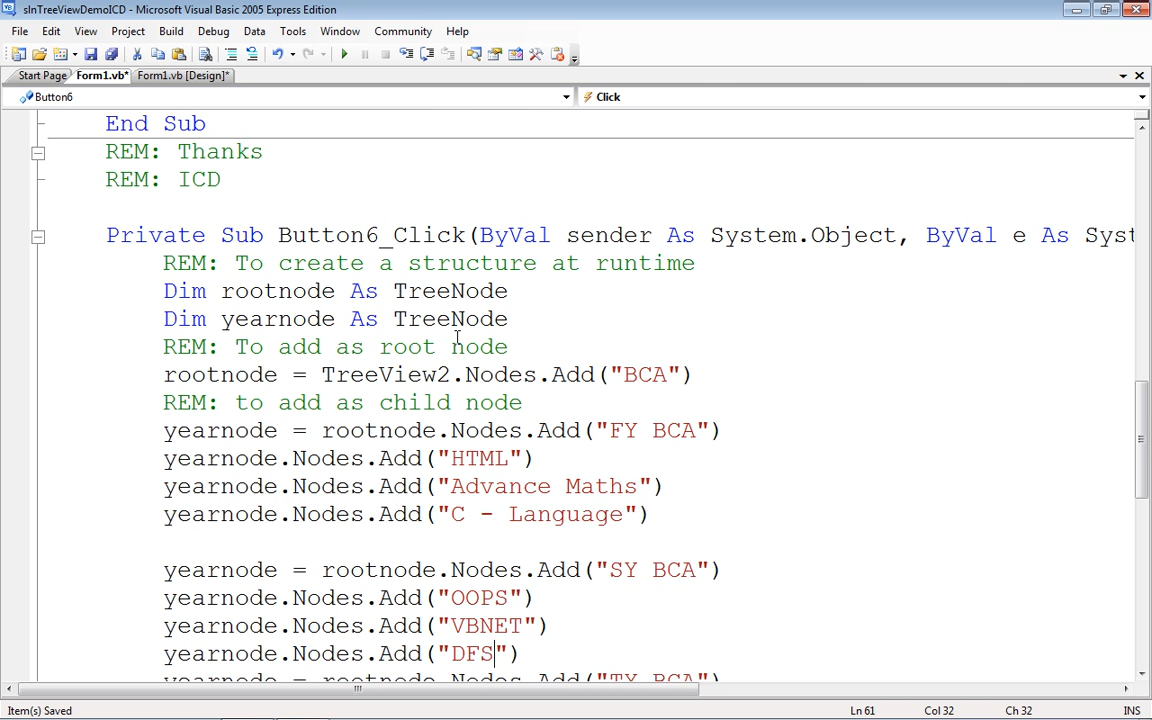 slnTreeViewDemoICD - Microsoft Visual Basic 2005 Express Edition
File Edit View Project Build Debug Data Tools Window Community Help
Start Page Form1.vb* Form1.vb [Design]*
Button6 Click
End Sub
REM: Thanks
REM: ICD
Private Sub Button6_Click(ByVal sender As System.Object, ByVal e As Syst
REM: To create a structure at runtime
Dim rootnode As TreeNode
Dim yearnode As TreeNode
REM: To add as root node
rootnode = TreeView2.Nodes.Add("BCA")
REM: to add as child node
yearnode = rootnode.Nodes.Add("FY BCA")
yearnode.Nodes.Add("HTML")
yearnode.Nodes.Add("Advance Maths")
yearnode.Nodes.Add("C - Language")
yearnode = rootnode.Nodes.Add("SY BCA")
yearnode.Nodes.Add("OOPS")
yearnode.Nodes.Add("VBNET")
yearnode.Nodes.Add("DFS")
yearnode = rootnode.Nodes.Add("TY BCA")
Item(s) Saved Ln 61 Col 32 Ch 32 INS